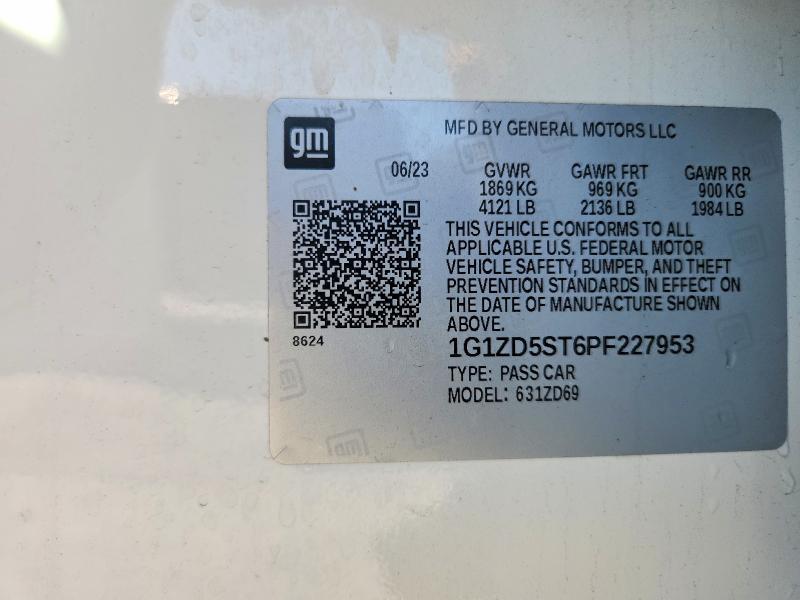 gm
MFD BY GENERAL MOTORS LLC
06/23 GVWR GAWR FRT GAWR RR
1869 KG 969 KG 900 KG
4121 LB 2136 LB 1984 LB
THIS VEHICLE CONFORMS TO ALL
APPLICABLE U.S. FEDERAL MOTOR
VEHICLE SAFETY, BUMPER, AND THEFT
PREVENTION STANDARDS IN EFFECT ON
THE DATE OF MANUFACTURE SHOWN
ABOVE.
8624
1G1ZD5ST6PF227953
TYPE: PASS CAR
MODEL: 631ZD69